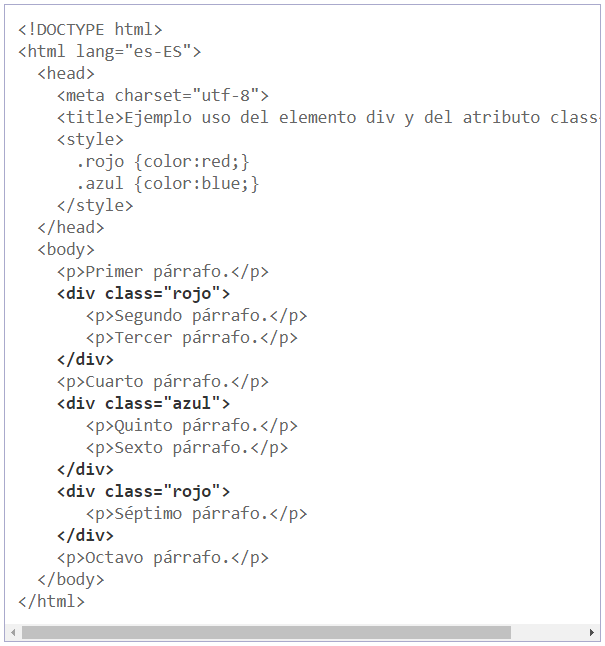 <!DOCTYPE html>
<html lang="es-ES">
  <head>
    <meta charset="utf-8">
    <title>Ejemplo uso del elemento div y del atributo class
    <style>
      .rojo {color:red;}
      .azul {color:blue;}
    </style>
  </head>
  <body>
    <p>Primer párrafo.</p>
    <div class="rojo">
       <p>Segundo párrafo.</p>
       <p>Tercer párrafo.</p>
    </div>
    <p>Cuarto párrafo.</p>
    <div class="azul">
       <p>Quinto párrafo.</p>
       <p>Sexto párrafo.</p>
    </div>
    <div class="rojo">
       <p>Séptimo párrafo.</p>
    </div>
    <p>Octavo párrafo.</p>
  </body>
</html>